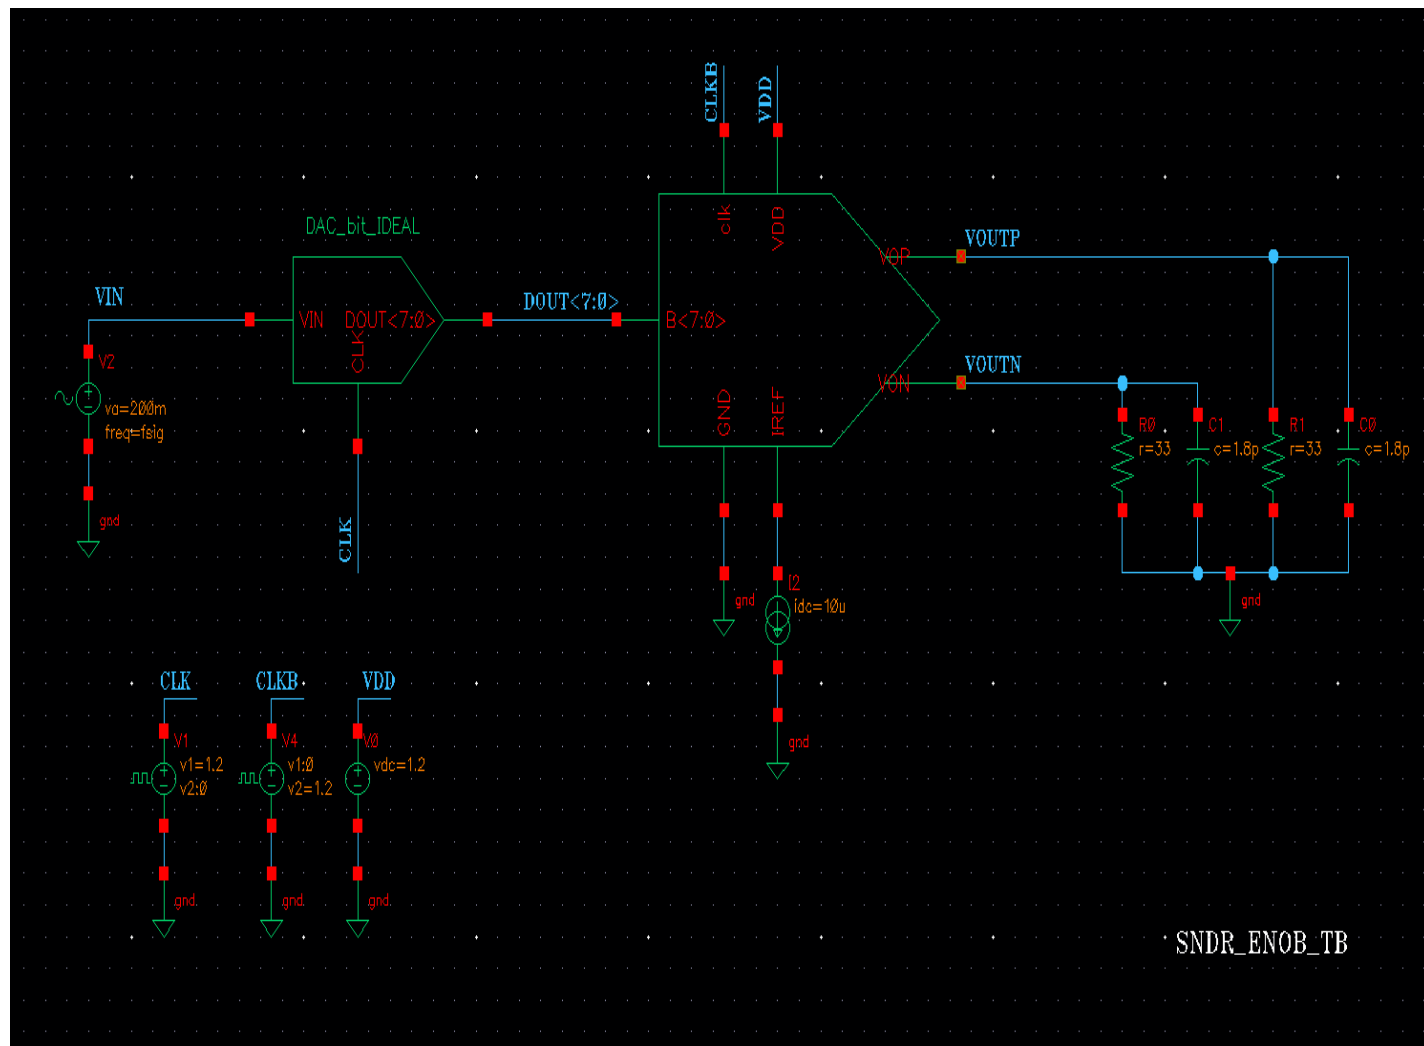 CLKB
VDD
DAC_bit_IDEAL
clk
VDD
VOP
VOUTP
VIN
VIN
DOUT<7:0>
CLK
DOUT<7:0>
B<7:0>
VON
VOUTN
V2
va=200m
freq=fsig
gnd
CLK
GND
IREF
R0
r=33
C1
c=1.8p
R1
r=33
C0
c=1.8p
gnd
I2
idc=10u
gnd
gnd
CLK
CLKB
VDD
V1
v1=1.2
v2:0
V4
v1:0
v2=1.2
V0
vdc=1.2
gnd
gnd
gnd
SNDR_ENOB_TB